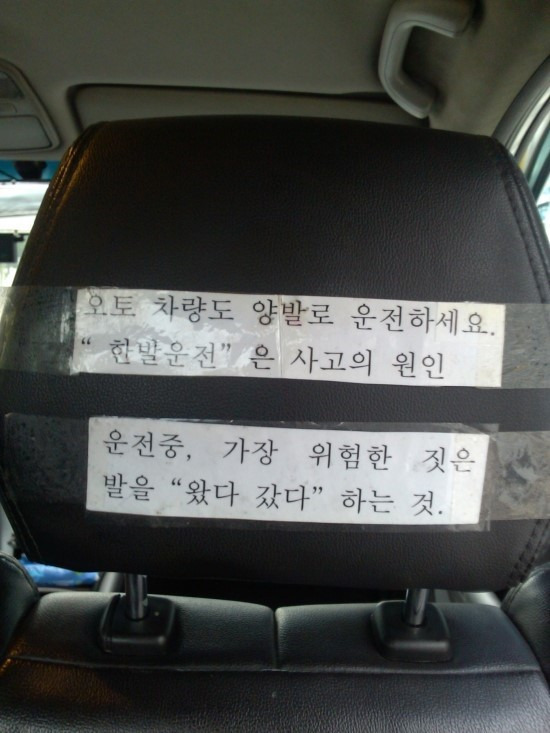 오토 차량도 양발로 운전하세요.
“ 한발운전” 은 사고의 원인
운전중, 가장 위험한 짓은
발을 “왔다 갔다” 하는 것.